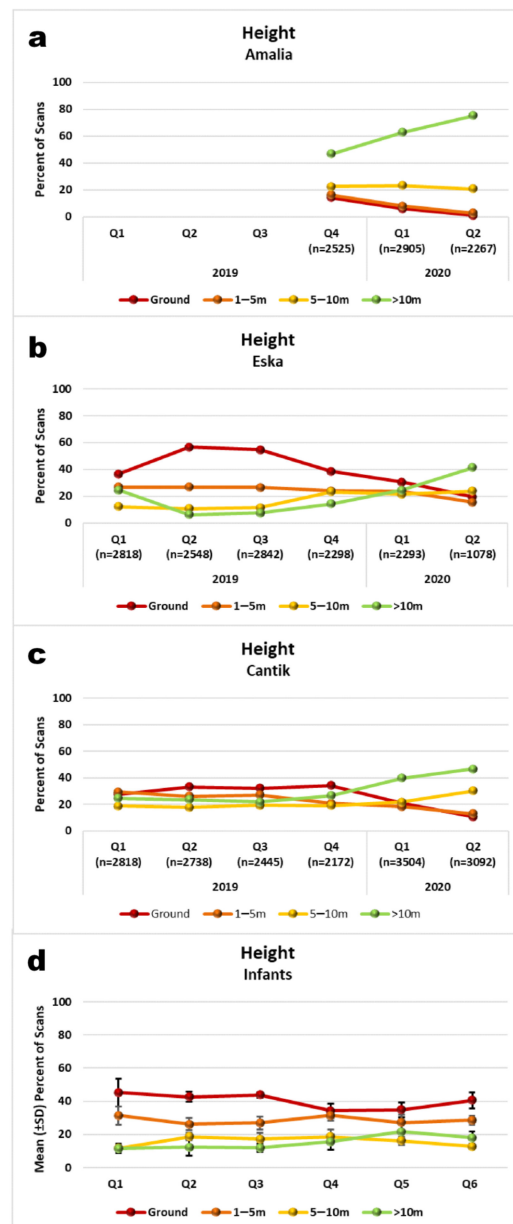 a
Height
Amalia
Percent of Scans
100
80
60
40
20
0
Q1 Q2 Q3 Q4 Q1 Q2
(n=2525) (n=2905) (n=2267)
2019 2020
Ground 1–5m 5–10m >10m
b
Height
Eska
Percent of Scans
100
80
60
40
20
0
Q1 Q2 Q3 Q4 Q1 Q2
(n=2818) (n=2548) (n=2842) (n=2298) (n=2293) (n=1078)
2019 2020
Ground 1–5m 5–10m >10m
c
Height
Cantik
Percent of Scans
100
80
60
40
20
0
Q1 Q2 Q3 Q4 Q1 Q2
(n=2818) (n=2738) (n=2445) (n=2172) (n=3504) (n=3092)
2019 2020
Ground 1–5m 5–10m >10m
d
Height
Infants
Mean (±SD) Percent of Scans
100
80
60
40
20
0
Q1 Q2 Q3 Q4 Q5 Q6
Ground 1–5m 5–10m >10m